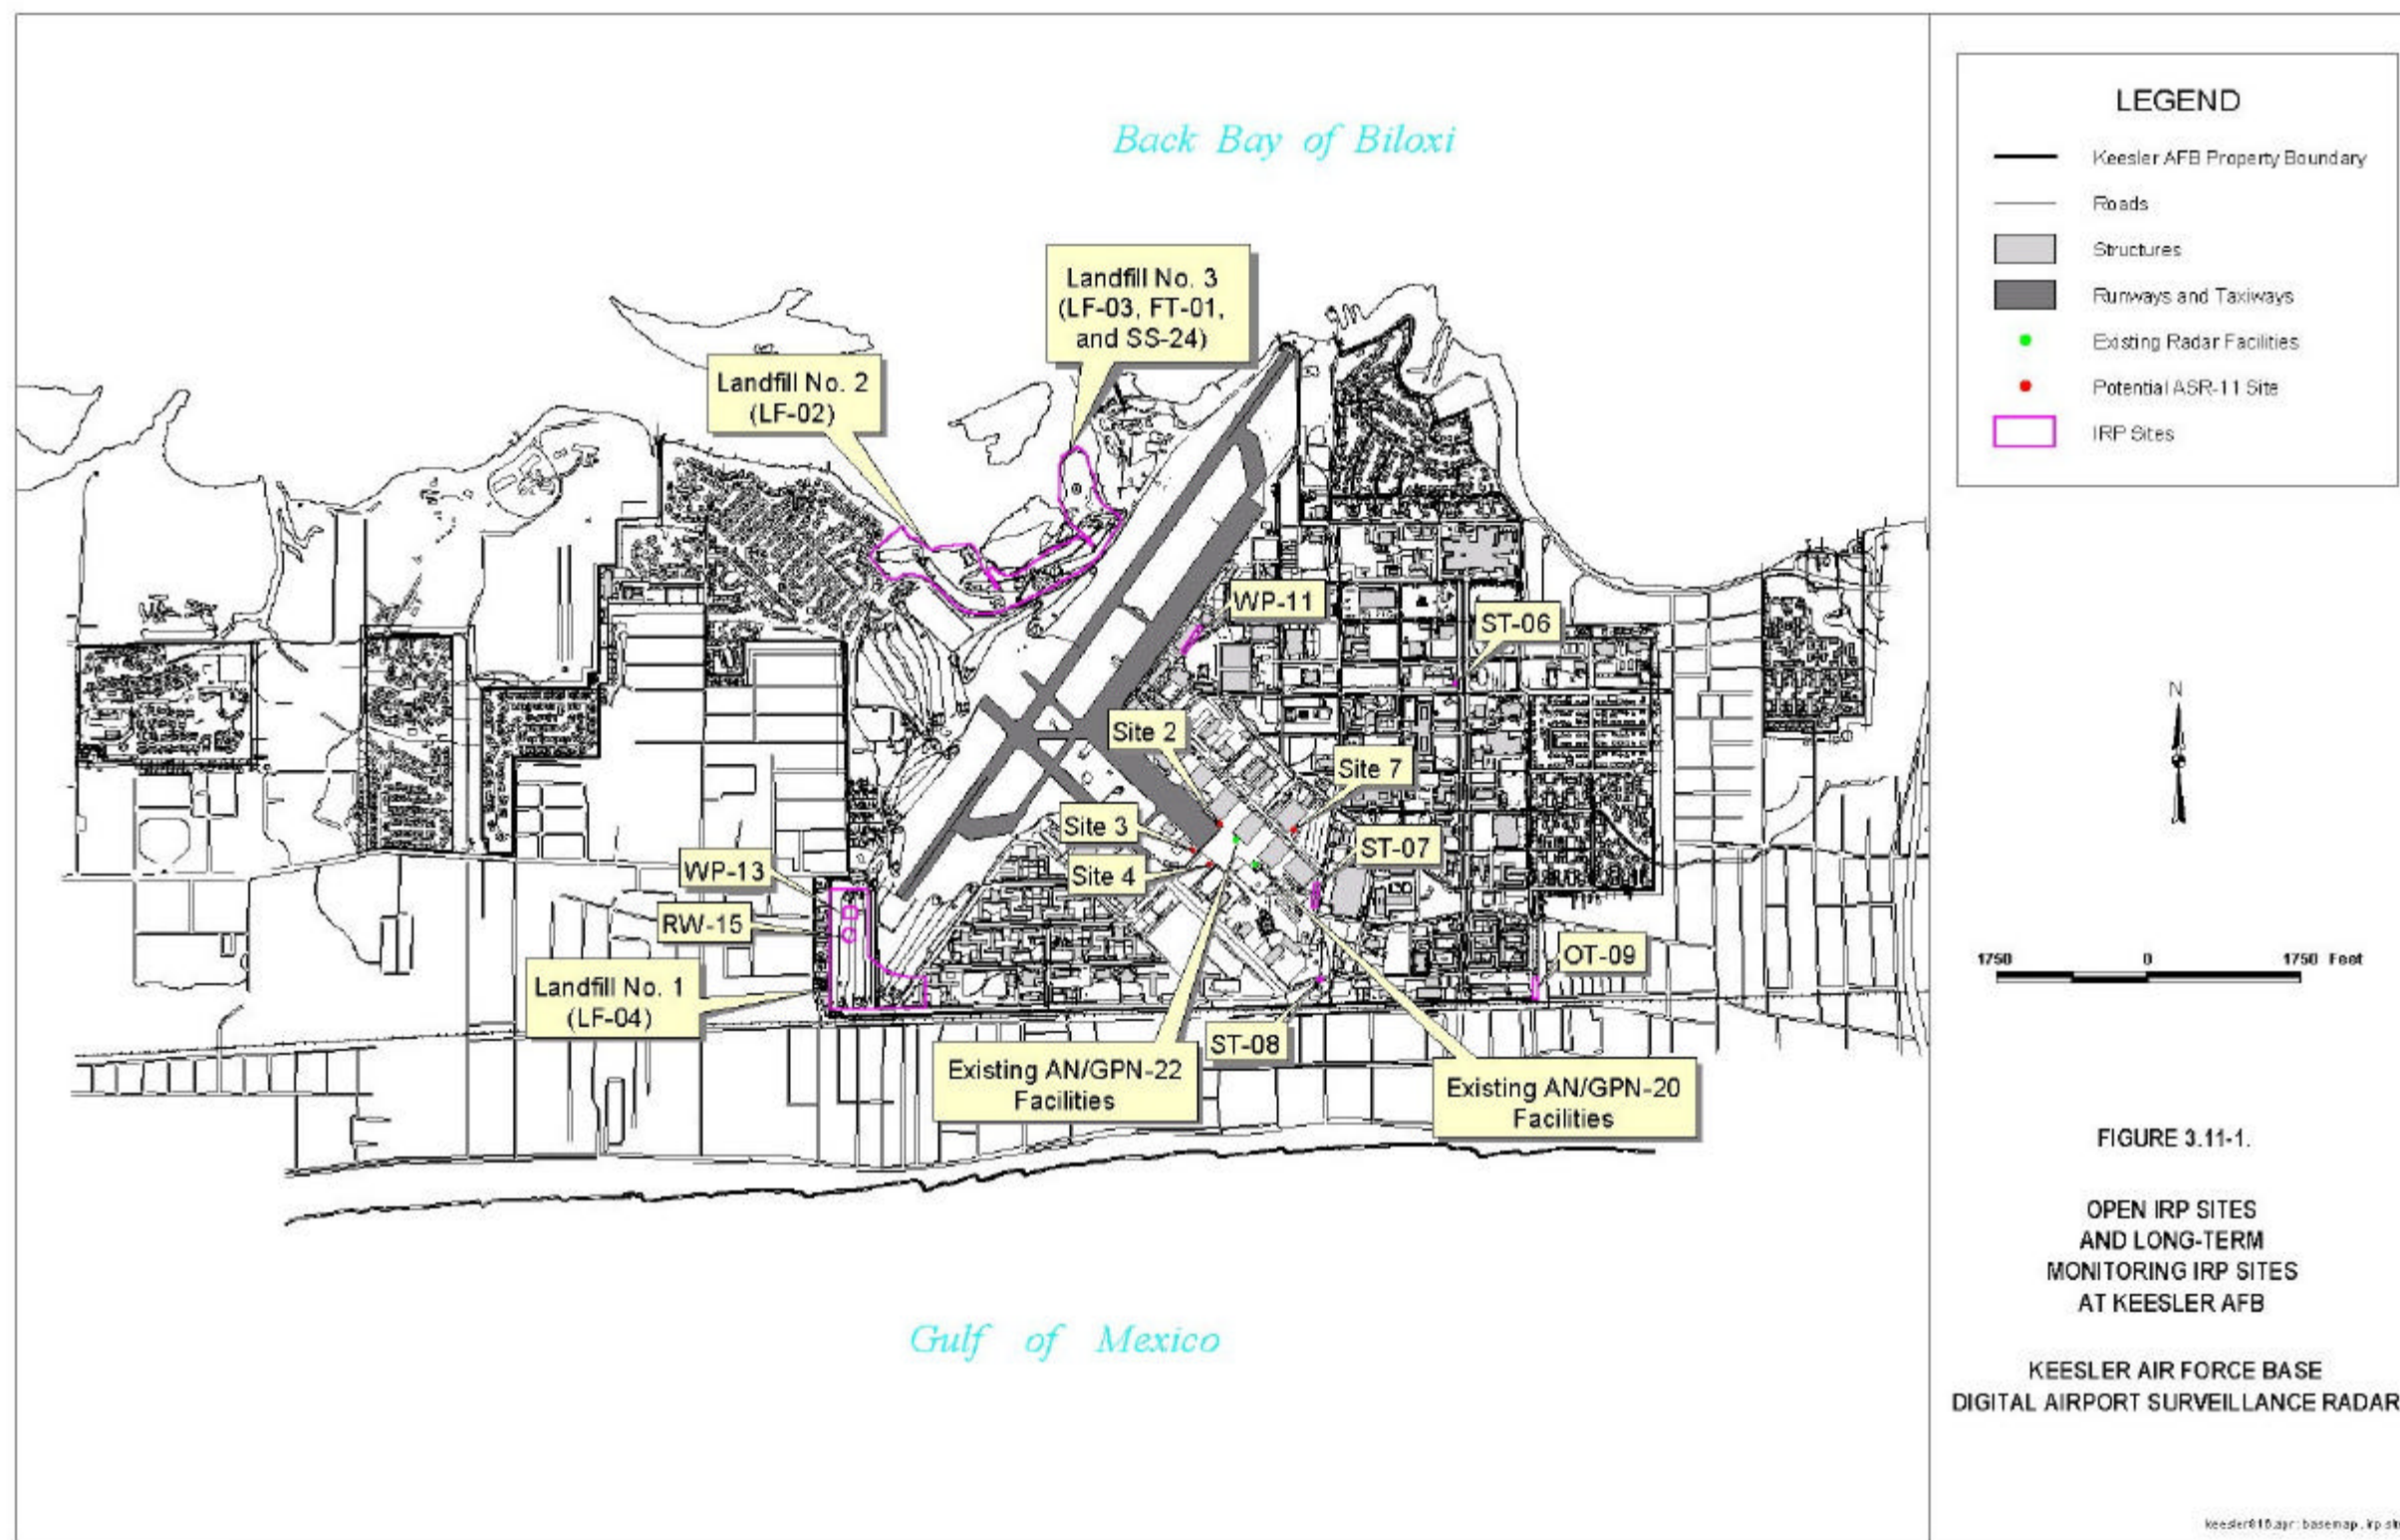 Back Bay of Biloxi
Landfill No. 3
(LF-03, FT-01,
and SS-24)
Landfill No. 2
(LF-02)
WP-11
ST-06
Site 2
Site 7
Site 3
ST-07
Site 4
WP-13
RW-15
OT-09
Landfill No. 1
(LF-04)
ST-08
Existing AN/GPN-22
Facilities
Existing AN/GPN-20
Facilities
Gulf of Mexico
LEGEND
Keesler AFB Property Boundary
Roads
Structures
Runways and Taxiways
Existing Radar Facilities
Potential ASR-11 Site
IRP Sites
N
1750 0 1750 Feet
FIGURE 3.11-1.
OPEN IRP SITES
AND LONG-TERM
MONITORING IRP SITES
AT KEESLER AFB
KEESLER AIR FORCE BASE
DIGITAL AIRPORT SURVEILLANCE RADAR